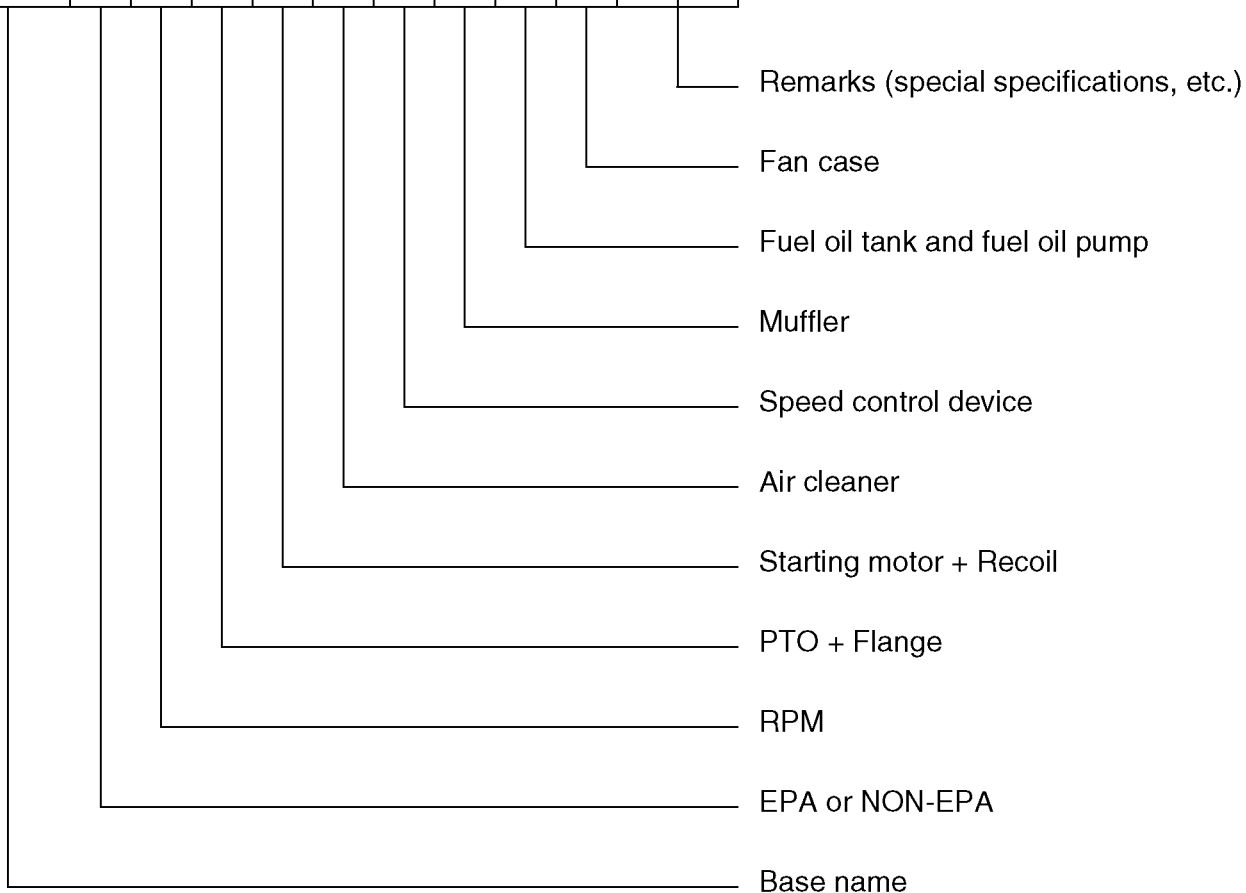 Remarks (special specifications, etc.)
Fan case
Fuel oil tank and fuel oil pump
Muffler
Speed control device
Air cleaner
Starting motor + Recoil
PTO + Flange
RPM
EPA or NON-EPA
Base name